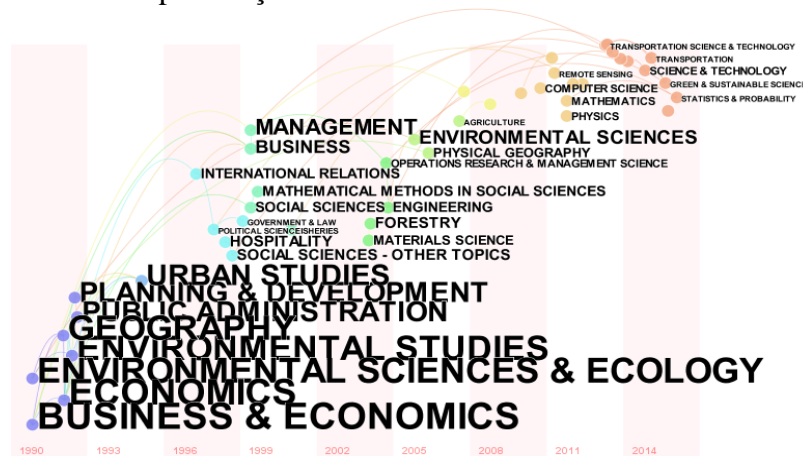 TRANSPORTATION SCIENCE & TECHNOLOGY
TRANSPORTATION
SCIENCE & TECHNOLOGY
REMOTE SENSING
GREEN & SUSTAINABLE SCIENC
COMPUTER SCIENCE
STATISTICS & PROBABILITY
MATHEMATICS
PHYSICS
AGRICULTURE
MANAGEMENT
ENVIRONMENTAL SCIENCES
BUSINESS
PHYSICAL GEOGRAPHY
OPERATIONS RESEARCH & MANAGEMENT SCIENCE
INTERNATIONAL RELATIONS
MATHEMATICAL METHODS IN SOCIAL SCIENCES
SOCIAL SCIENCES ENGINEERING
GOVERNMENT & LAW
FORESTRY
POLITICAL SCIENCE
HOSPITALITY
MATERIALS SCIENCE
SOCIAL SCIENCES - OTHER TOPICS
URBAN STUDIES
PLANNING & DEVELOPMENT
PUBLIC ADMINISTRATION
GEOGRAPHY
ENVIRONMENTAL STUDIES
ENVIRONMENTAL SCIENCES & ECOLOGY
ECONOMICS
BUSINESS & ECONOMICS
1990 1993 1996 1999 2002 2005 2008 2011 2014